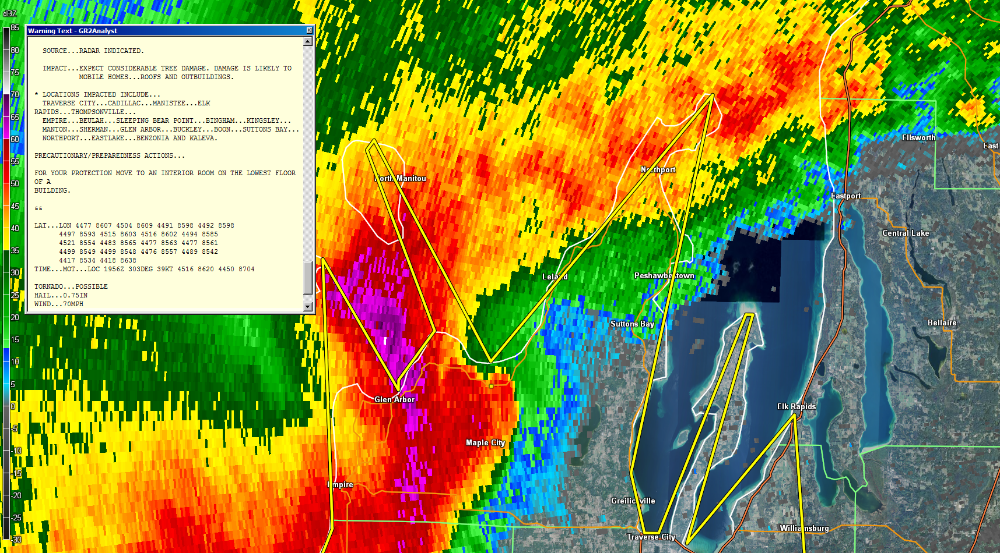 dBZ
Warning Text - GR2Analyst
SOURCE...RADAR INDICATED.
IMPACT...EXPECT CONSIDERABLE TREE DAMAGE. DAMAGE IS LIKELY TO
MOBILE HOMES...ROOFS AND OUTBUILDINGS.
* LOCATIONS IMPACTED INCLUDE...
TRAVERSE CITY...CADILLAC...MANISTEE...ELK
RAPIDS...THOMPSONVILLE...
EMPIRE...BEULAH...SLEEPING BEAR POINT...BINGHAM...KINGSLEY...
MANTON...SHERMAN...GLEN ARBOR...BUCKLEY...BOON...SUTTONS BAY...
NORTHPORT...EASTLAKE...BENZONIA AND KALEVA.
PRECAUTIONARY/PREPAREDNESS ACTIONS...
FOR YOUR PROTECTION MOVE TO AN INTERIOR ROOM ON THE LOWEST FLOOR
OF A
BUILDING.
&&
LAT...LON 4477 8607 4504 8609 4491 8598 4492 8598
4497 8593 4515 8603 4516 8602 4494 8585
4521 8554 4483 8565 4477 8563 4477 8561
4499 8549 4499 8548 4476 8557 4489 8542
4417 8534 4418 8638
TIME...MOT...LOC 1956Z 303DEG 39KT 4516 8620 4450 8704
TORNADO...POSSIBLE
HAIL...0.75IN
WIND...70MPH
85
80
75
70
65
60
55
50
45
40
35
30
25
20
15
10
5
0
-5
-10
-15
-20
-25
-30
Ellsworth
East
North Manitou
Northport
Eastport
Central Lake
Leland
Peshawbestown
Suttons Bay
Bellaire
Glen Arbor
Elk Rapids
Maple City
Empire
Greilickville
Williamsburg
Traverse City